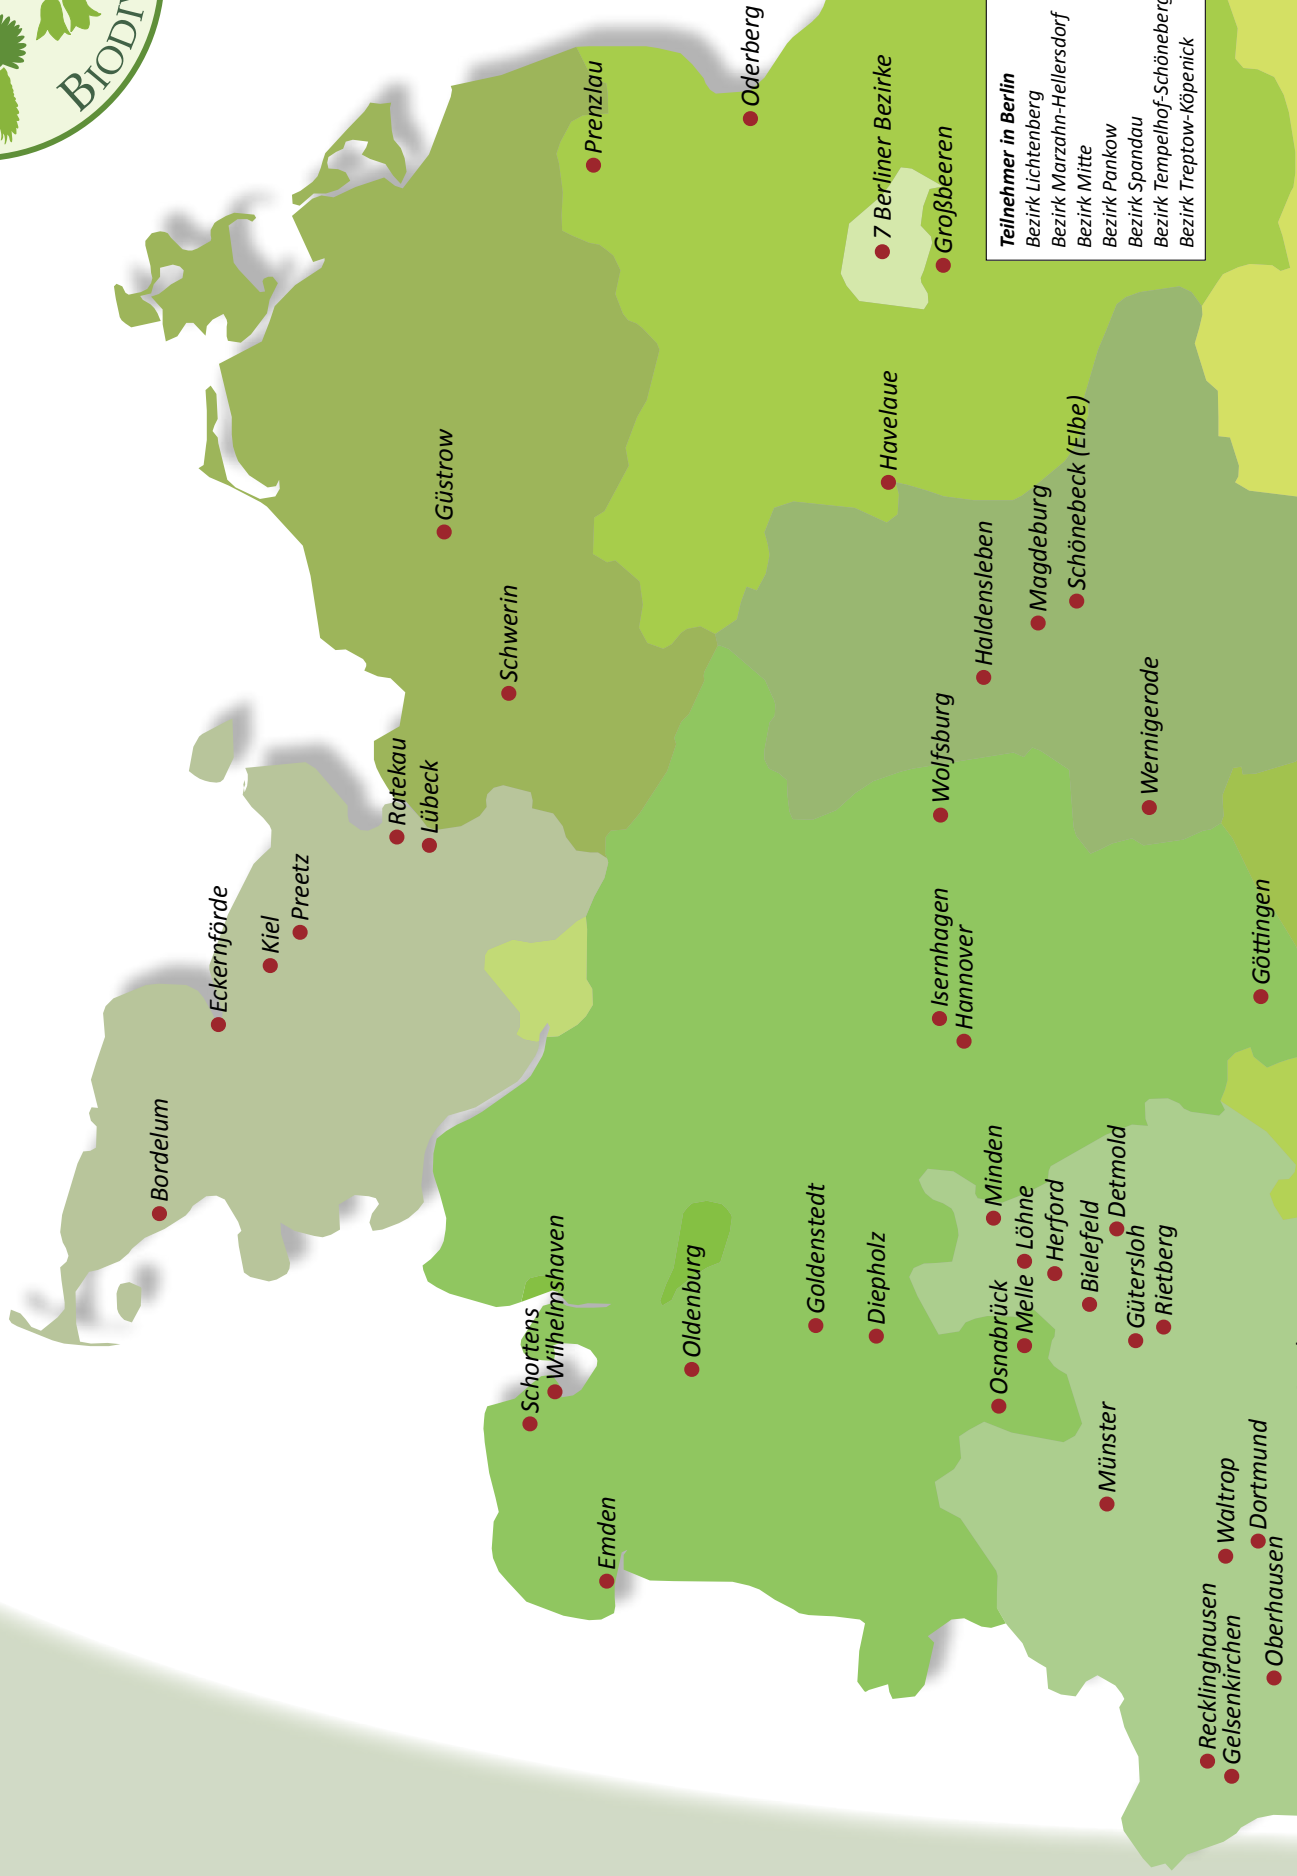 BIODI
Bordelum
Eckernförde
Kiel
Preetz
Ratekau
Lübeck
Güstrow
Schwerin
Prenzlau
Oderberg
7 Berliner Bezirke
Großbeeren
Havelaue
Schortens
Wilhelmshaven
Emden
Oldenburg
Goldenstedt
Diepholz
Isernhagen
Hannover
Wolfsburg
Haldensleben
Magdeburg
Schönebeck (Elbe)
Wernigerode
Göttingen
Osnabrück
Melle
Minden
Löhne
Herford
Bielefeld
Detmold
Gütersloh
Rietberg
Münster
Waltrop
Dortmund
Recklinghausen
Gelsenkirchen
Oberhausen
Teilnehmer in Berlin
Bezirk Lichtenberg
Bezirk Marzahn-Hellersdorf
Bezirk Mitte
Bezirk Pankow
Bezirk Spandau
Bezirk Tempelhof-Schöneberg
Bezirk Treptow-Köpenick